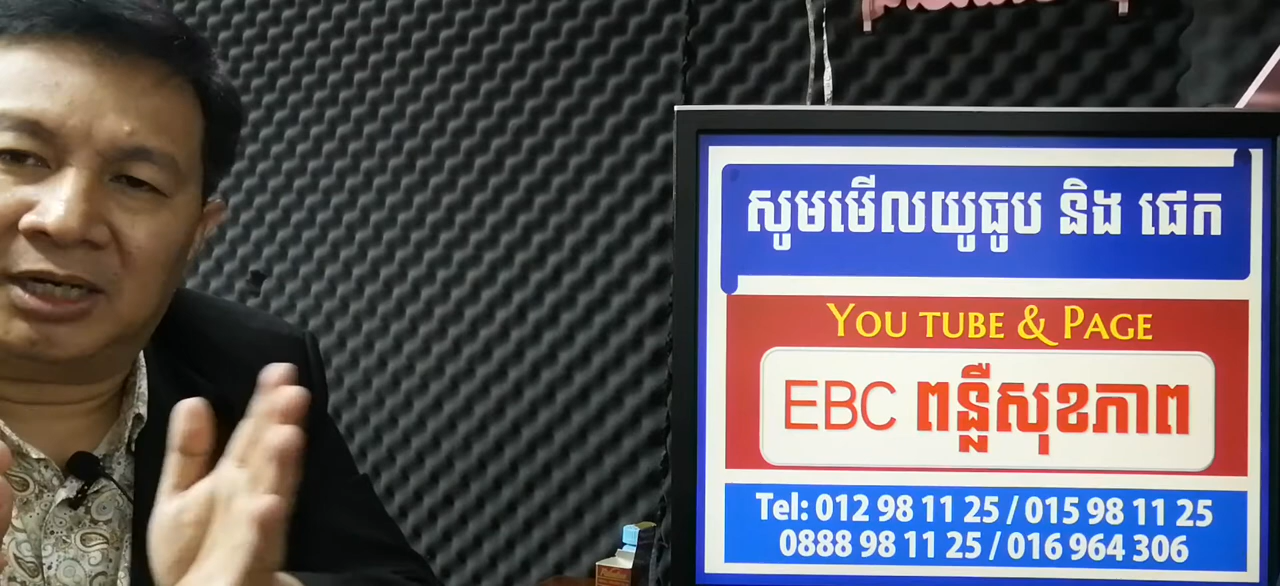 សូមមើលយូធូប និង ផេក
YOU TUBE & PAGE
EBC ពន្លឺសុខភាព
Tel: 012 98 11 25 / 015 98 11 25
0888 98 11 25 / 016 964 306